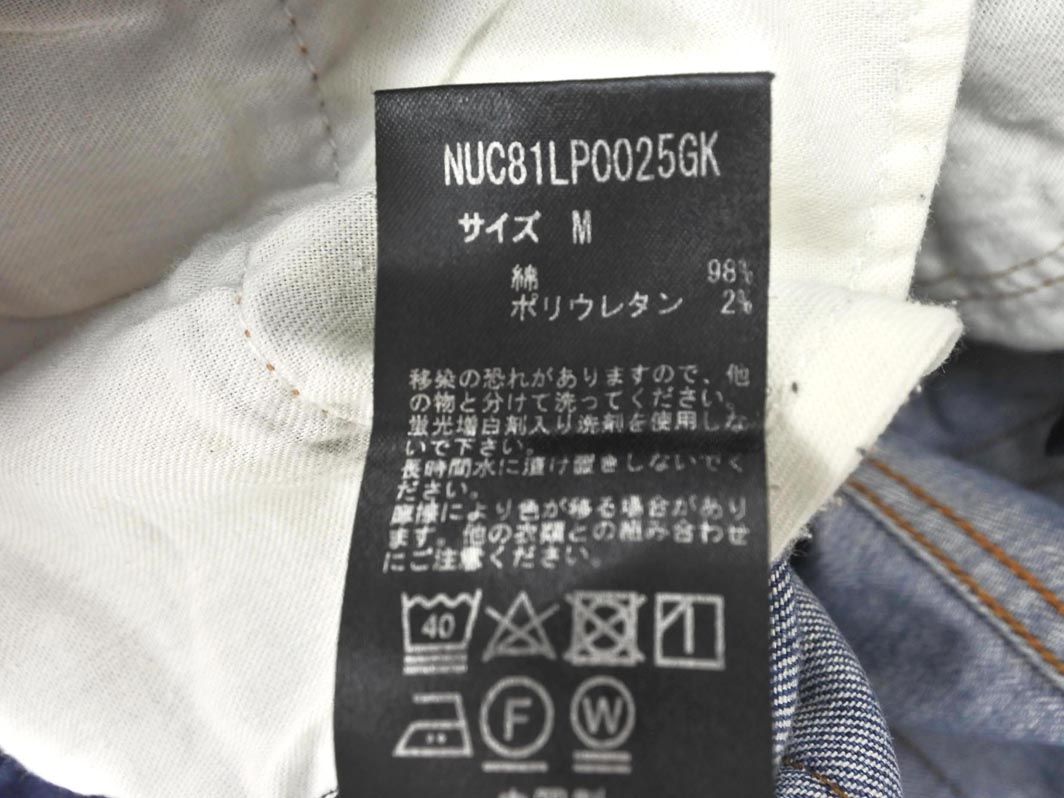 NUC81LP0025GK
サイズ M
綿 98%
ポリウレタン 2%
移染の恐れがありますので、他
の物と分けて洗ってください。
蛍光増白剤入り洗剤を使用しな
いで下さい。
長時間水に漬け置きしないでく
ださい。
摩擦により色が移る場合があり
ます。他の衣類との組み合わせ
にご注意ください。
40
F W